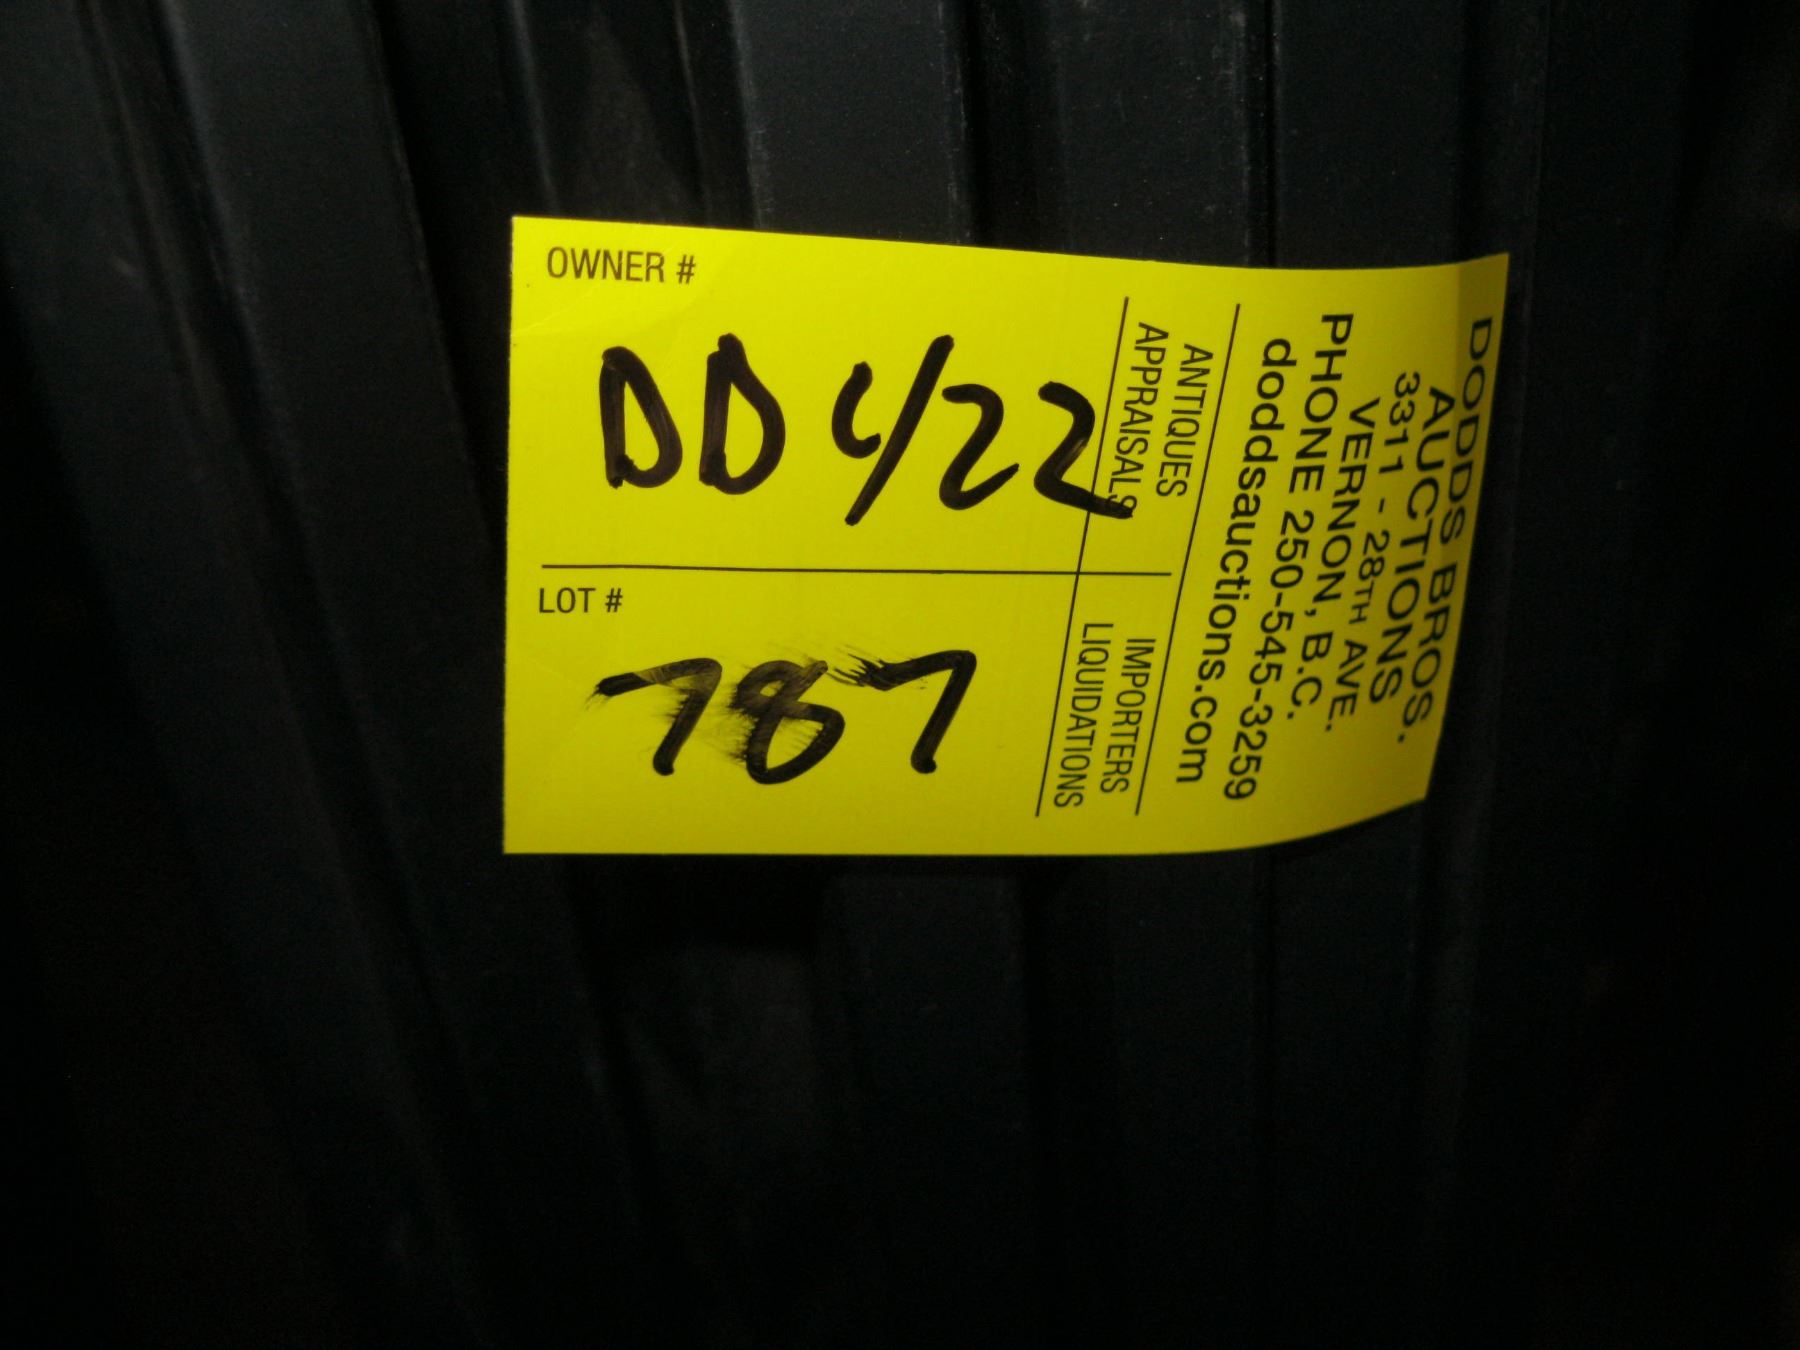 OWNER #
DD 4/22
LOT #
787
ANTIQUES
APPRAISALS
IMPORTERS
LIQUIDATIONS
DODDS BROS.
AUCTIONS
3311 - 28TH AVE.
VERNON, B.C.
PHONE 250-545-3259
doddsauctions.com